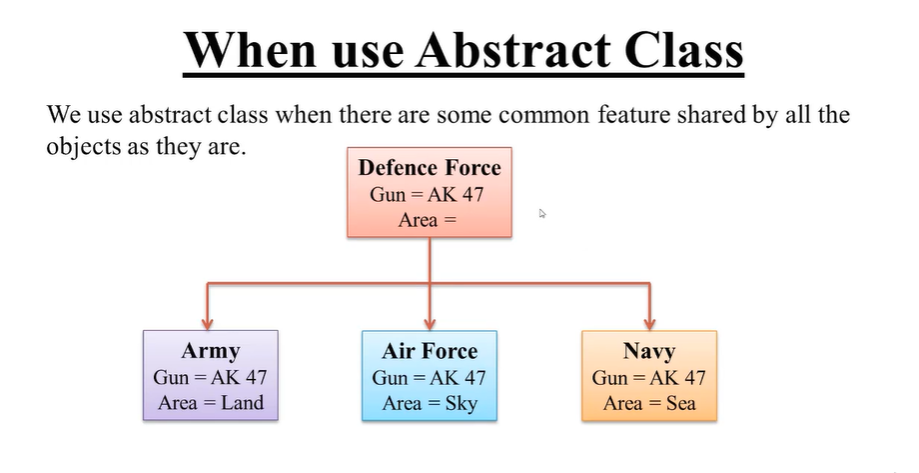 When use Abstract Class
We use abstract class when there are some common feature shared by all the
objects as they are.
Defence Force
Gun = AK 47
Area =
Army
Gun = AK 47
Area = Land
Air Force
Gun = AK 47
Area = Sky
Navy
Gun = AK 47
Area = Sea